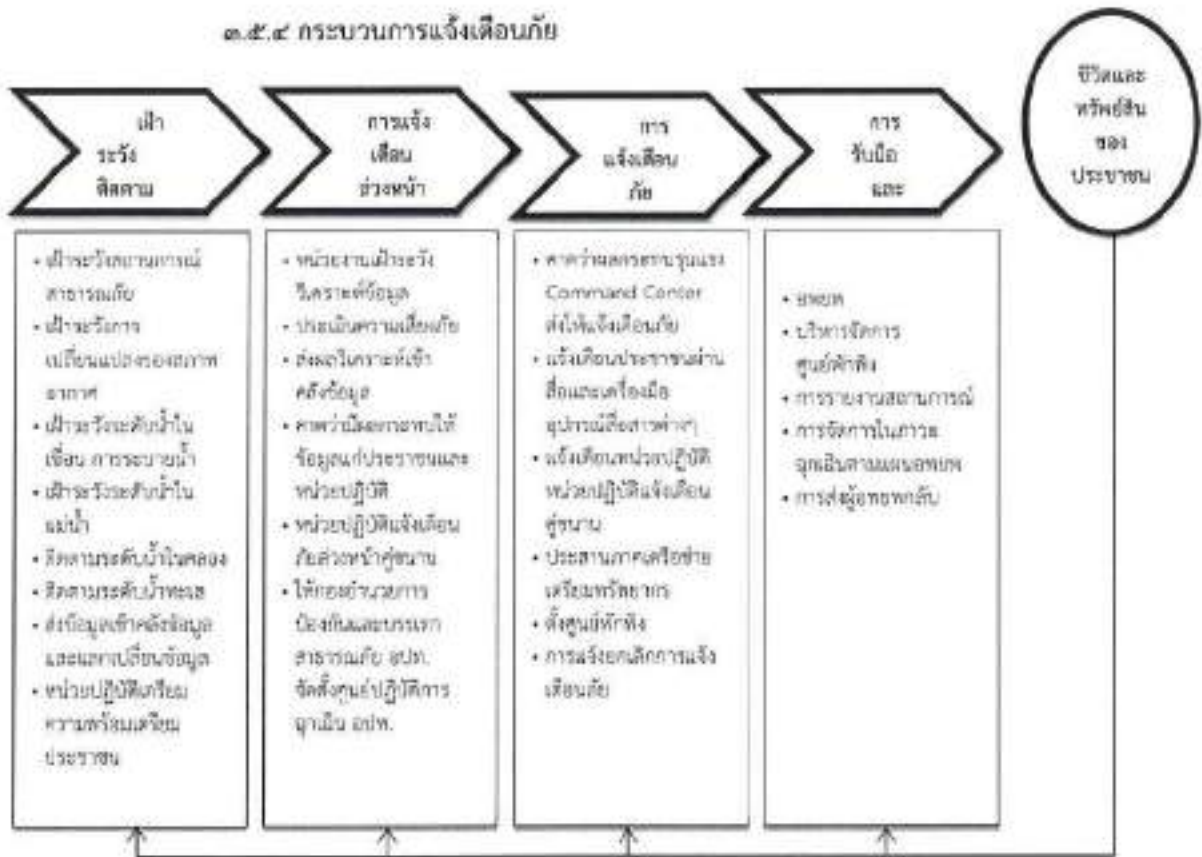 ๓.๕.๔ กระบวนการแจ้งเตือนภัย
เฝ้า
ระวัง
ติดตาม
การแจ้ง
เตือน
ล่วงหน้า
การ
แจ้งเตือน
ภัย
การ
รับมือ
และ
ชีวิตและ
ทรัพย์สิน
ของ
ประชาชน
• เฝ้าระวังสถานการณ์
สาธารณภัย
• เฝ้าระวังการ
เปลี่ยนแปลงของสภาพ
อากาศ
• เฝ้าระวังระดับน้ำใน
เขื่อน การระบายน้ำ
• เฝ้าระวังระดับน้ำใน
แม่น้ำ
• ติดตามระดับน้ำในคลอง
• ติดตามระดับน้ำทะเล
• ส่งข้อมูลเข้าคลังข้อมูล
และแลกเปลี่ยนข้อมูล
• หน่วยปฏิบัติเตรียม
ความพร้อมเตรียม
ประชาชน
• หน่วยงานเฝ้าระวัง
วิเคราะห์ข้อมูล
• ประเมินความเสี่ยงภัย
• ส่งผลวิเคราะห์เข้า
คลังข้อมูล
• คาดว่ามีผลกระทบให้
ข้อมูลแก่ประชาชนและ
หน่วยปฏิบัติ
• หน่วยปฏิบัติแจ้งเตือน
ภัยล่วงหน้าคู่ขนาน
• ให้กองอำนวยการ
ป้องกันและบรรเทา
สาธารณภัย อปท.
จัดตั้งศูนย์ปฏิบัติการ
ฉุกเฉิน อปท.
• คาดว่าผลกระทบรุนแรง
Command Center
สั่งให้แจ้งเตือนภัย
• แจ้งเตือนประชาชนผ่าน
สื่อและเครื่องมือ
อุปกรณ์สื่อสารต่างๆ
• แจ้งเตือนหน่วยปฏิบัติ
หน่วยปฏิบัติแจ้งเตือน
คู่ขนาน
• ประสานภาคเครือข่าย
เตรียมทรัพยากร
• ตั้งศูนย์พักพิง
• การแจ้งยกเลิกการแจ้ง
เตือนภัย
• อพยพ
• บริหารจัดการ
ศูนย์พักพิง
• การรายงานสถานการณ์
• การจัดการในภาวะ
ฉุกเฉินตามแผนอพยพ
• การส่งผู้อพยพกลับ